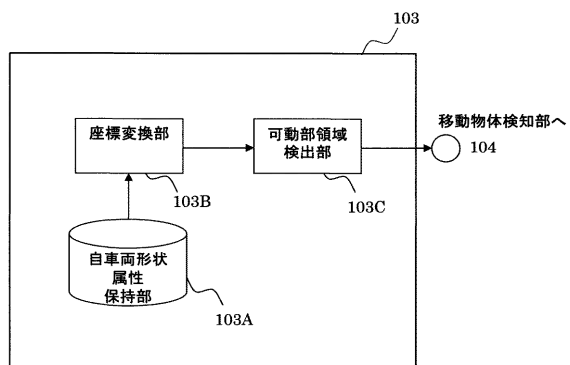 103
座標変換部
103B
可動部領域
検出部
103C
移動物体検知部へ
104
自車両形状
属性
保持部
103A